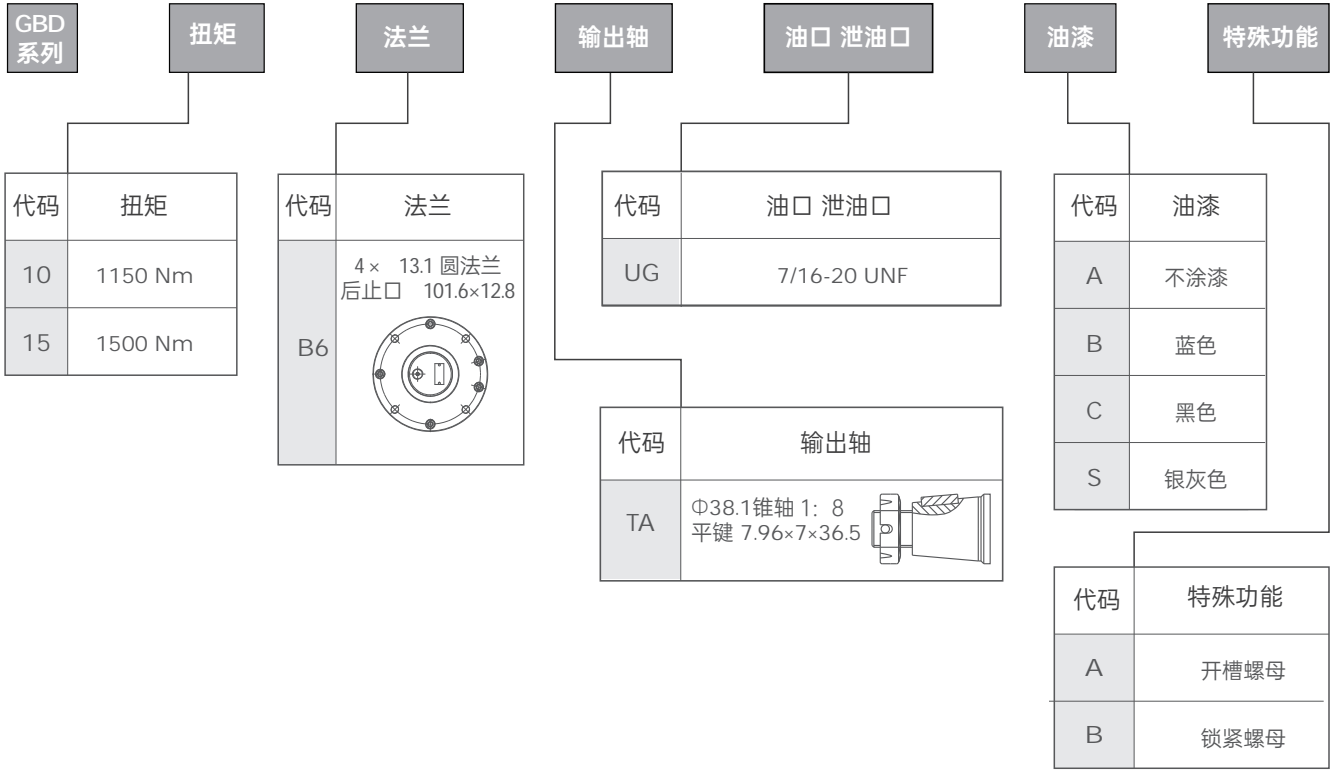 GBD
系列
扭矩
法兰
输出轴
油口 泄油口
油漆
特殊功能
代码 扭矩
10 1150 Nm
15 1500 Nm
代码 法兰
B6
4× 13.1 圆法兰
后止口 101.6×12.8
代码 油口 泄油口
UG 7/16-20 UNF
代码 输出轴
TA
Φ38.1锥轴 1:8
平键 7.96×7×36.5
代码 油漆
A 不涂漆
B 蓝色
C 黑色
S 银灰色
代码 特殊功能
A 开槽螺母
B 锁紧螺母